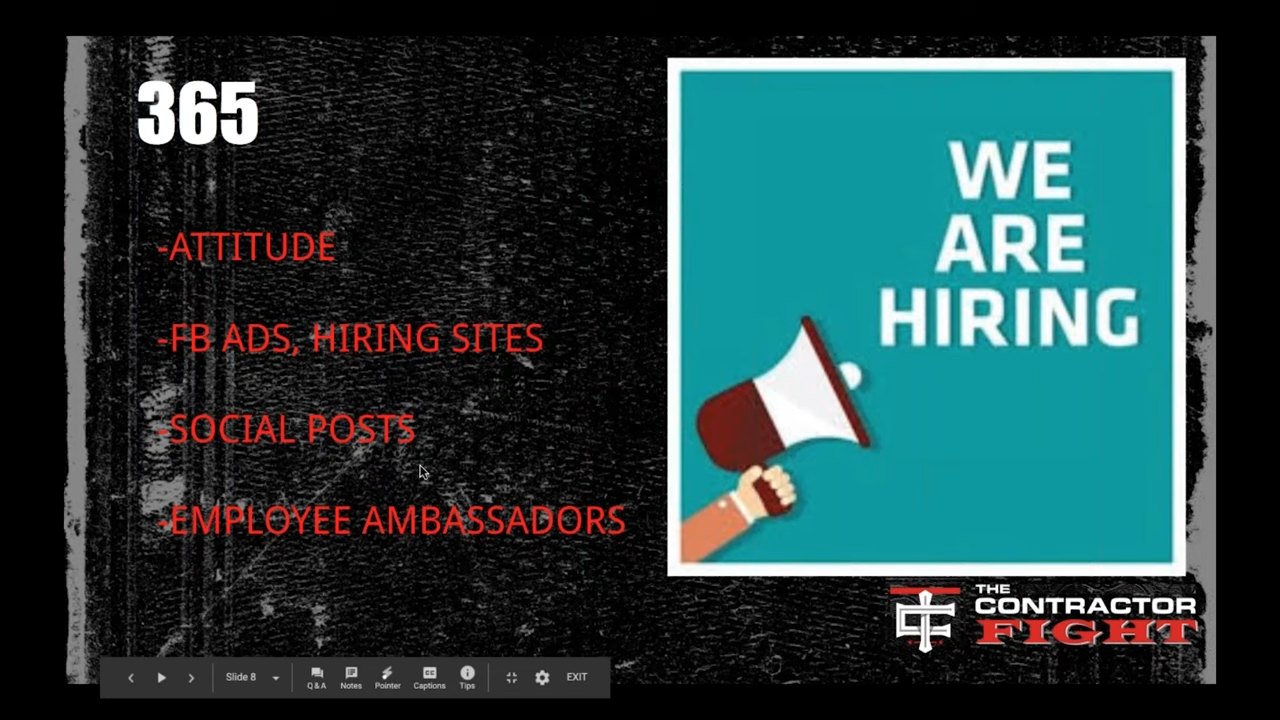 365
-ATTITUDE
-FB ADS, HIRING SITES
-SOCIAL POSTS
-EMPLOYEE AMBASSADORS
WE
ARE
HIRING
THE
CONTRACTOR
FIGHT
Slide 8
Q&A
Notes
Pointer
Captions
Tips
EXIT